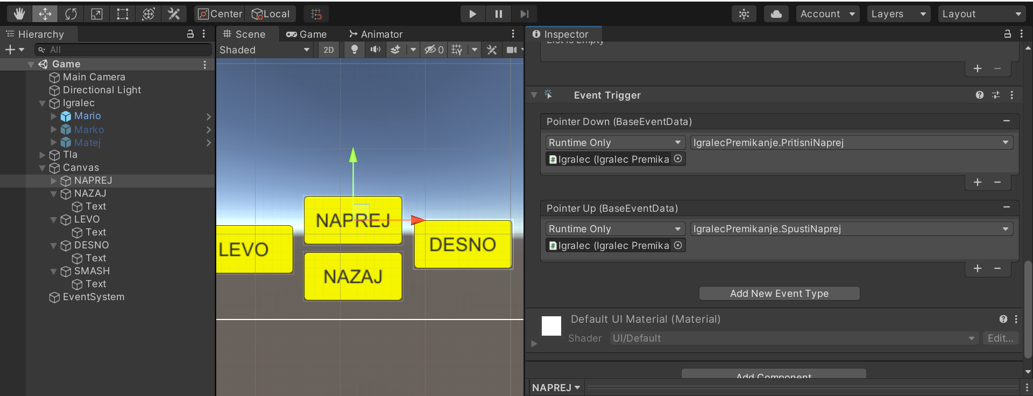 Center Local Account Layers Layout
Hierarchy
All
Game
Main Camera
Directional Light
Igralec
Mario
Marko
Matej
Tla
Canvas
NAPREJ
NAZAJ
Text
LEVO
Text
DESNO
Text
SMASH
Text
EventSystem
Scene Game Animator
Shaded 2D 0
NAPREJ
LEVO
DESNO
NAZAJ
Inspector
List is Empty
Event Trigger
Pointer Down (BaseEventData)
Runtime Only IgralecPremikanje.PritisniNaprej
Igralec (Igralec Premika
Pointer Up (BaseEventData)
Runtime Only IgralecPremikanje.SpustiNaprej
Igralec (Igralec Premika
Add New Event Type
Default UI Material (Material)
Shader UI/Default Edit...
Add Component
NAPREJ